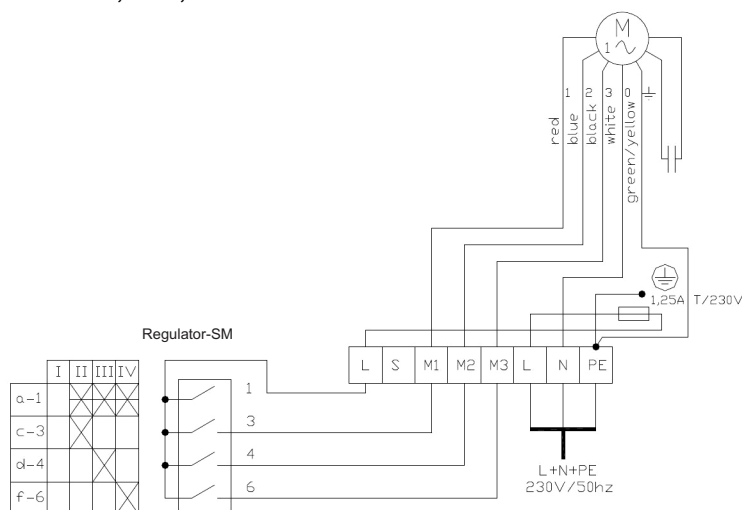 M
1 ~
1 2 3 0
red
blue
black
white
green/yellow
1,25A T/230V
Regulator-SM
L S M1 M2 M3 L N PE
I II III IV
a-1
c-3
d-4
f-6
1
3
4
6
L+N+PE
230V/50hz